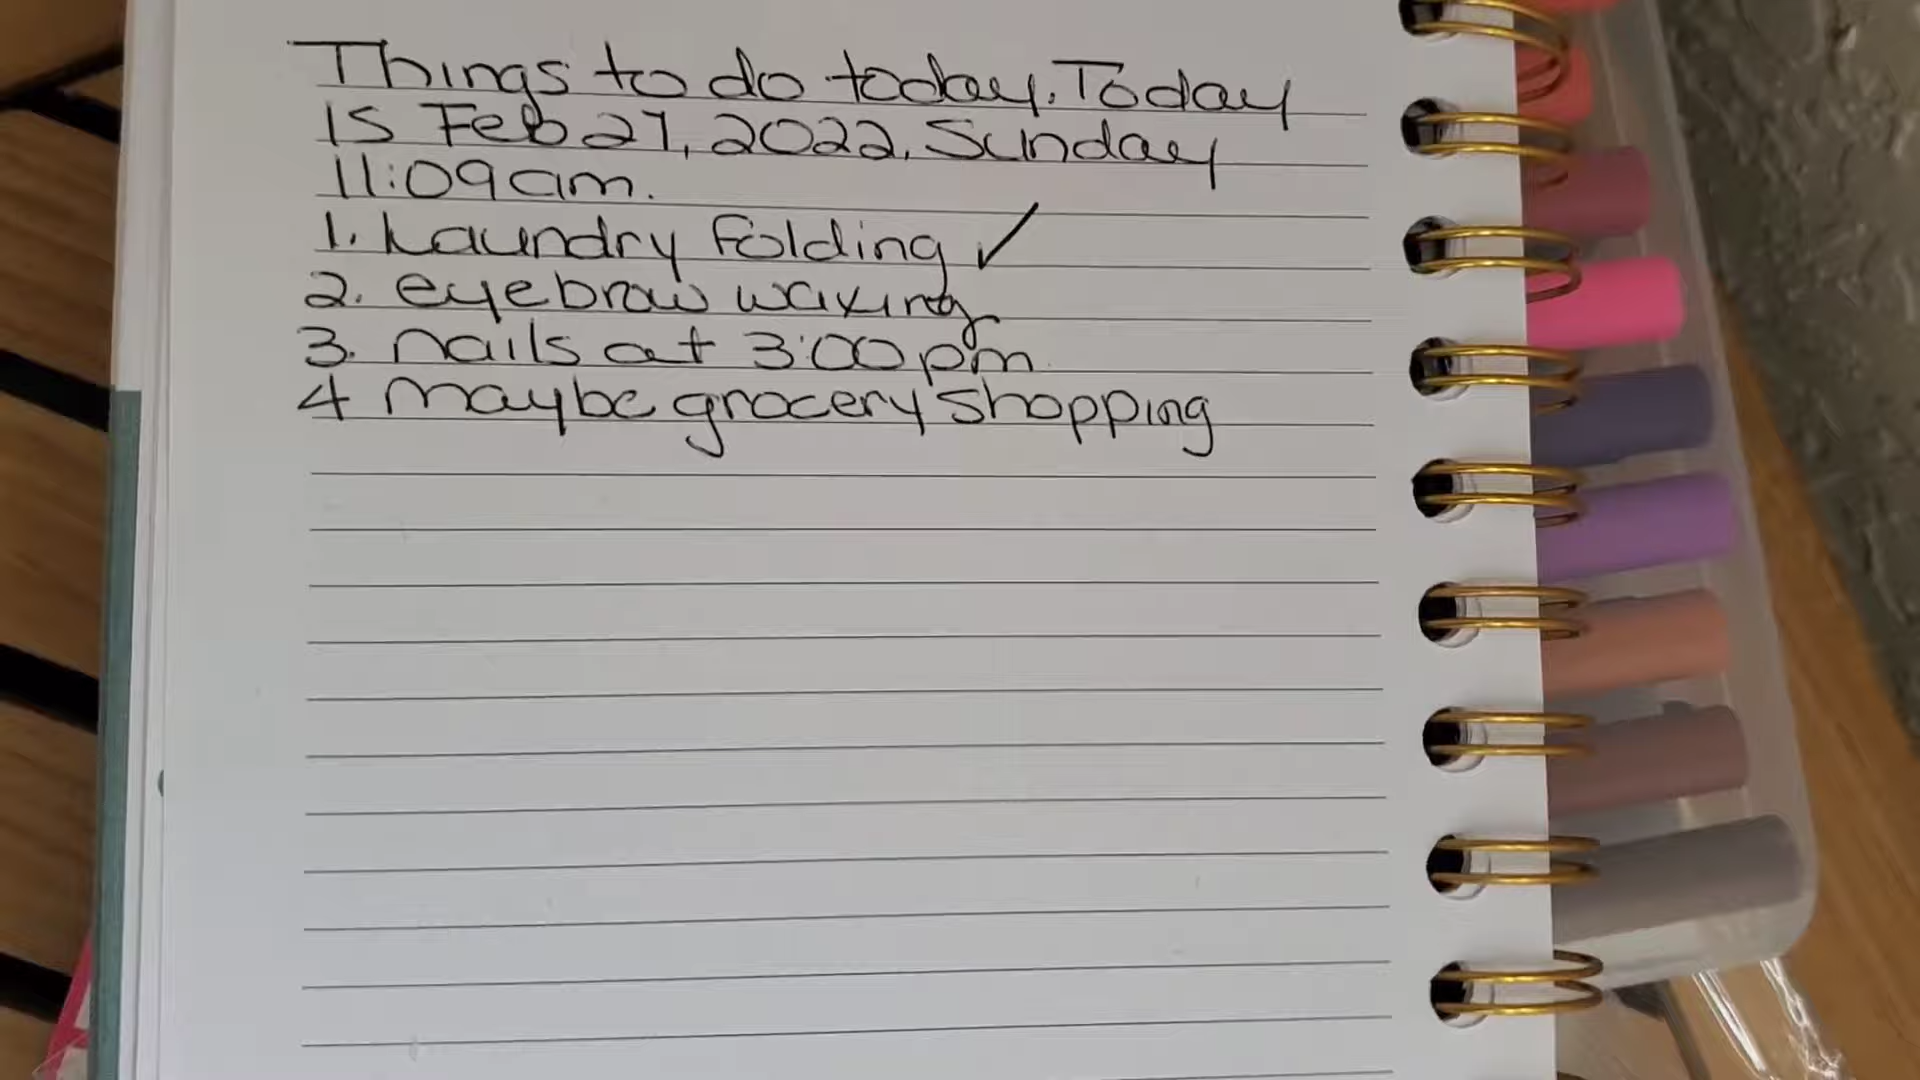 Things to do today. Today
is Feb 27, 2022. Sunday
11:09am.
1. Laundry folding ✓
2. eyebrow waxing
3. nails at 3:00pm.
4 maybe grocery shopping